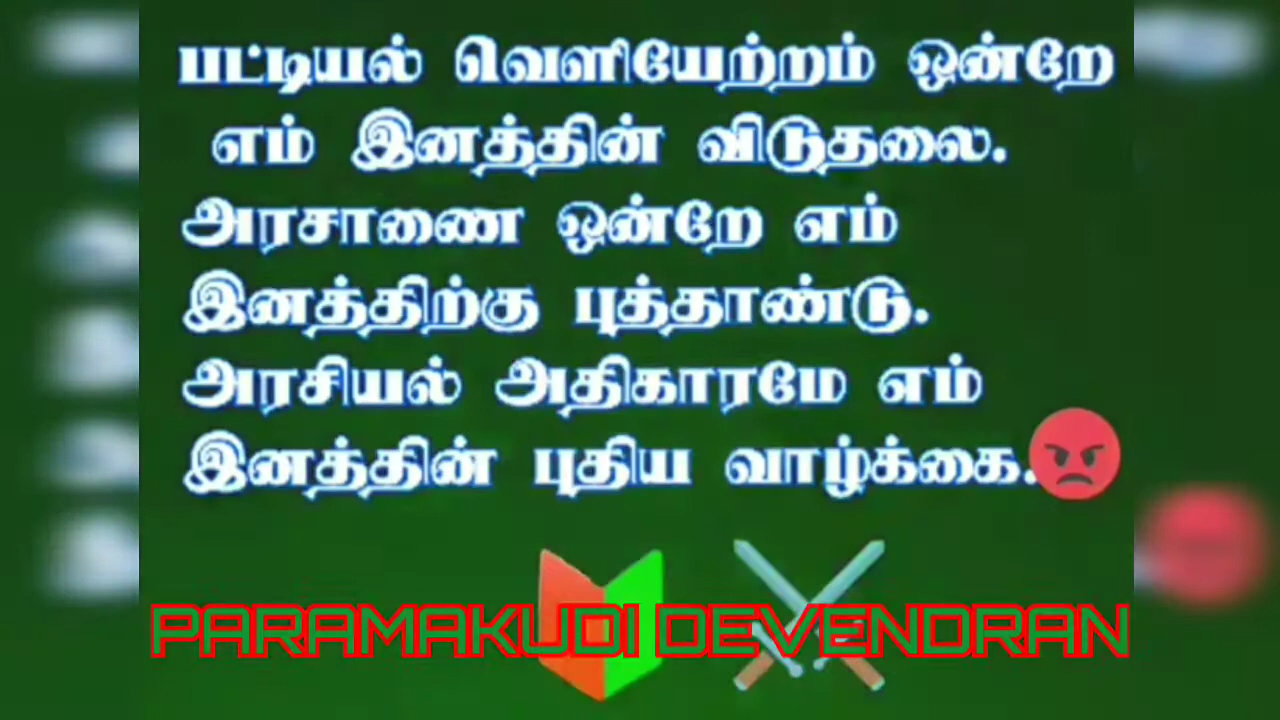 பட்டியல் வெளியேற்றம் ஒன்றே
எம் இனத்தின் விடுதலை.
அரசாணை ஒன்றே எம்
இனத்திற்கு புத்தாண்டு.
அரசியல் அதிகாரமே எம்
இனத்தின் புதிய வாழ்க்கை.
PARAMAKUDI DEVENDRAN